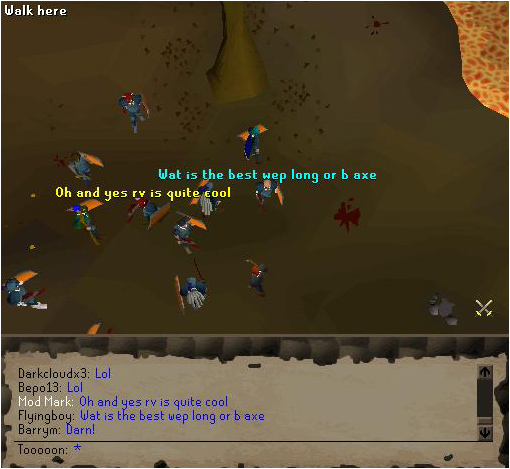 Walk here
Wat is the best wep long or b axe
Oh and yes rv is quite cool
Darkcloudx3: Lol
Bepo13: Lol
Mod Mark: Oh and yes rv is quite cool
Flyingboy: Wat is the best wep long or b axe
Barrym: Darn!
Tooooon: *